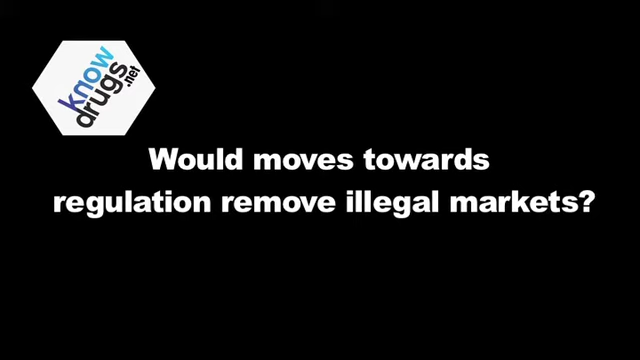 know
drugs.net
Would moves towards
regulation remove illegal markets?